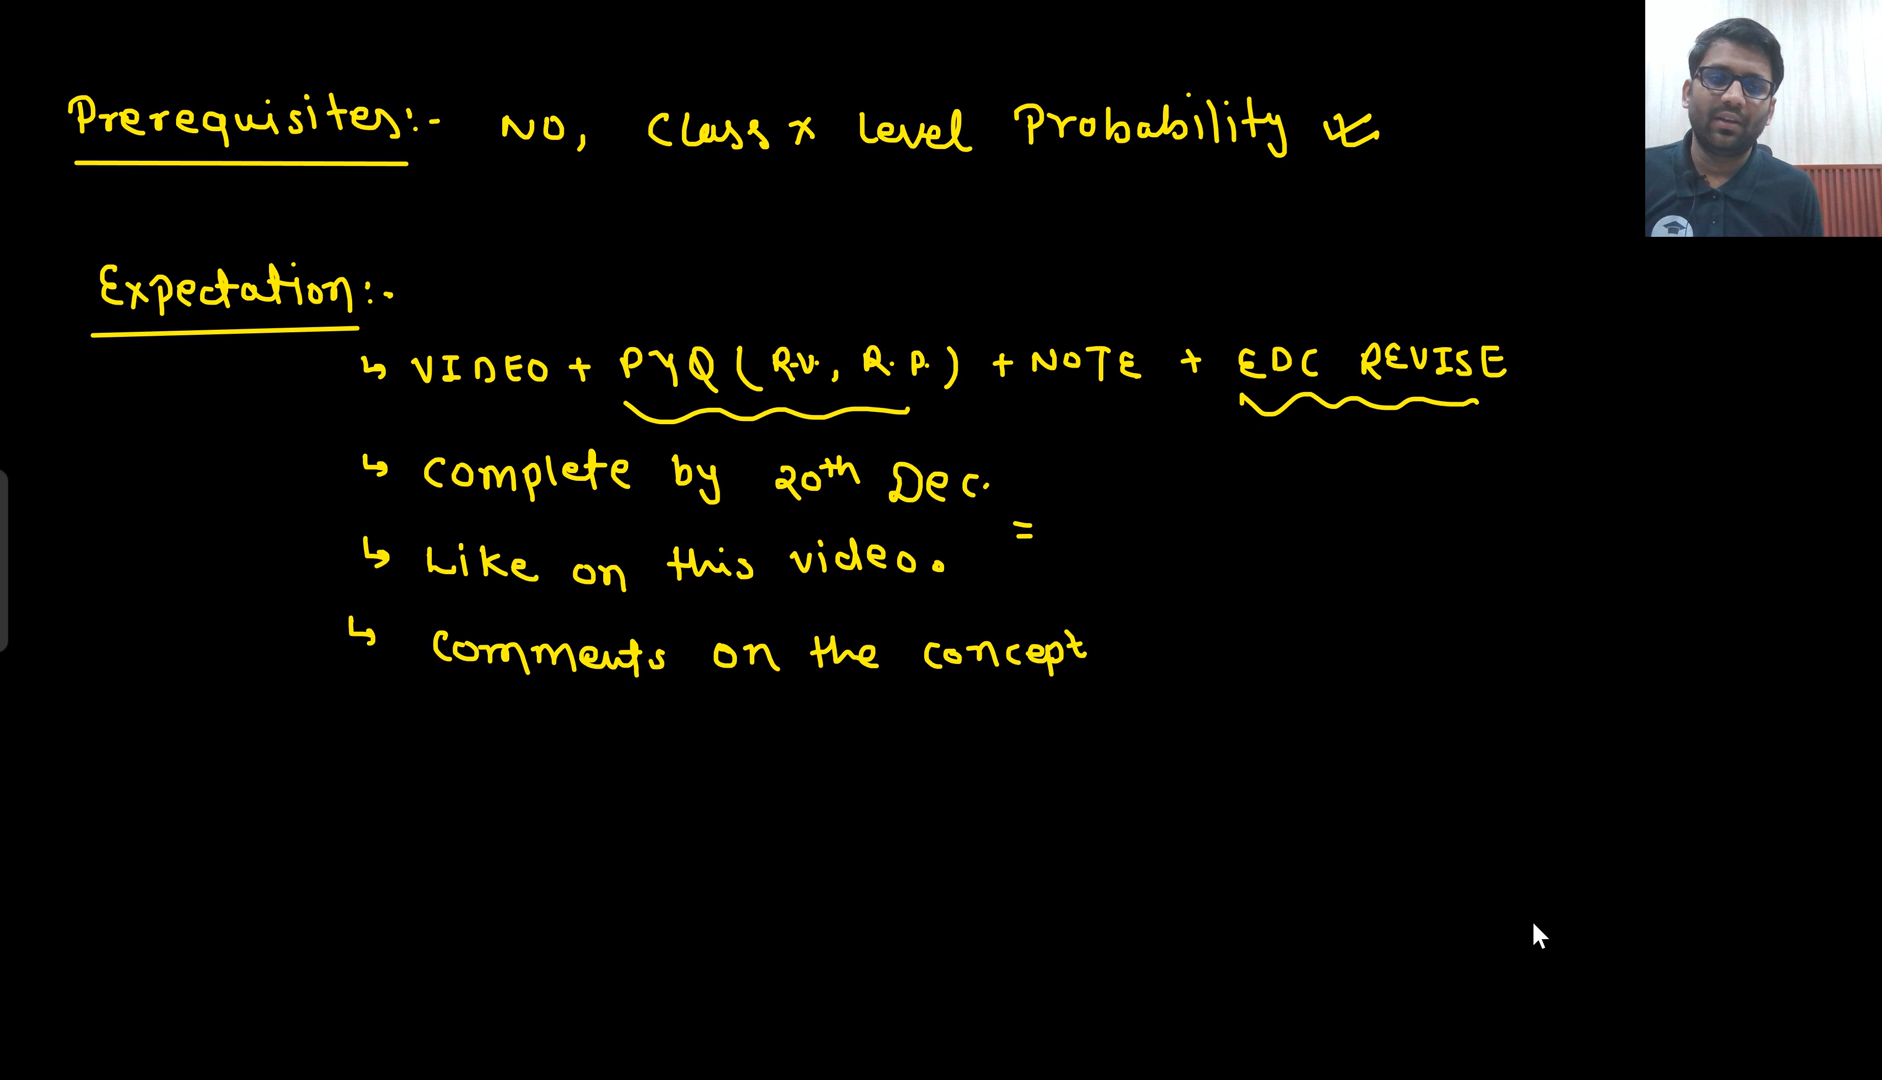 Prerequisites:- NO, Class X Level Probability
Expectation:-
↳ VIDEO + PYQ (R.V., R.P.) + NOTE + EDC REVISE
↳ Complete by 20th Dec.
↳ Like on this video.
↳ Comments on the concept